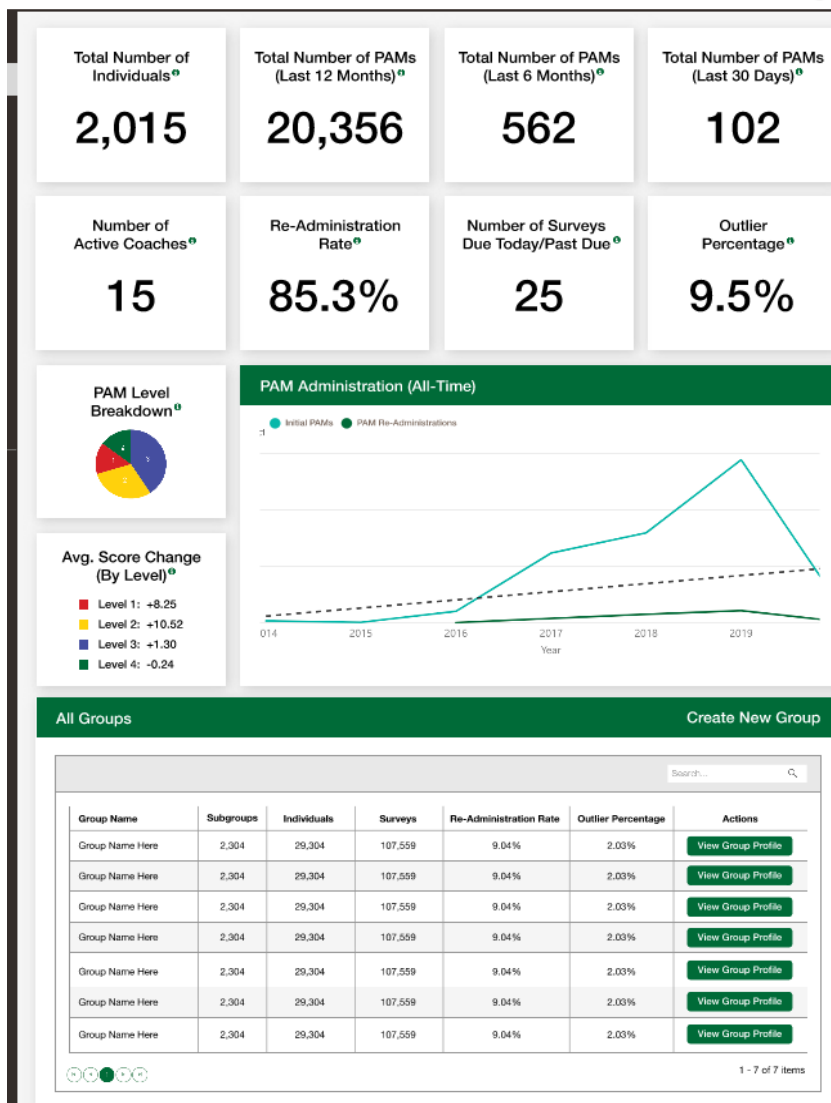 Total Number of
Individuals
2,015
Total Number of PAMs
(Last 12 Months)
20,356
Total Number of PAMs
(Last 6 Months)
562
Total Number of PAMs
(Last 30 Days)
102
Number of
Active Coaches
15
Re-Administration
Rate
85.3%
Number of Surveys
Due Today/Past Due
25
Outlier
Percentage
9.5%
PAM Level
Breakdown
4
3
1
2
Avg. Score Change
(By Level)
Level 1: +8.25
Level 2: +10.52
Level 3: +1.30
Level 4: -0.24
PAM Administration (All-Time)
Initial PAMs PAM Re-Administrations
014 2015 2016 2017 2018 2019
Year
All Groups Create New Group
Search...
Group Name Subgroups Individuals Surveys Re-Administration Rate Outlier Percentage Actions
Group Name Here 2,304 29,304 107,559 9.04% 2.03% View Group Profile
Group Name Here 2,304 29,304 107,559 9.04% 2.03% View Group Profile
Group Name Here 2,304 29,304 107,559 9.04% 2.03% View Group Profile
Group Name Here 2,304 29,304 107,559 9.04% 2.03% View Group Profile
Group Name Here 2,304 29,304 107,559 9.04% 2.03% View Group Profile
Group Name Here 2,304 29,304 107,559 9.04% 2.03% View Group Profile
Group Name Here 2,304 29,304 107,559 9.04% 2.03% View Group Profile
1 - 7 of 7 items